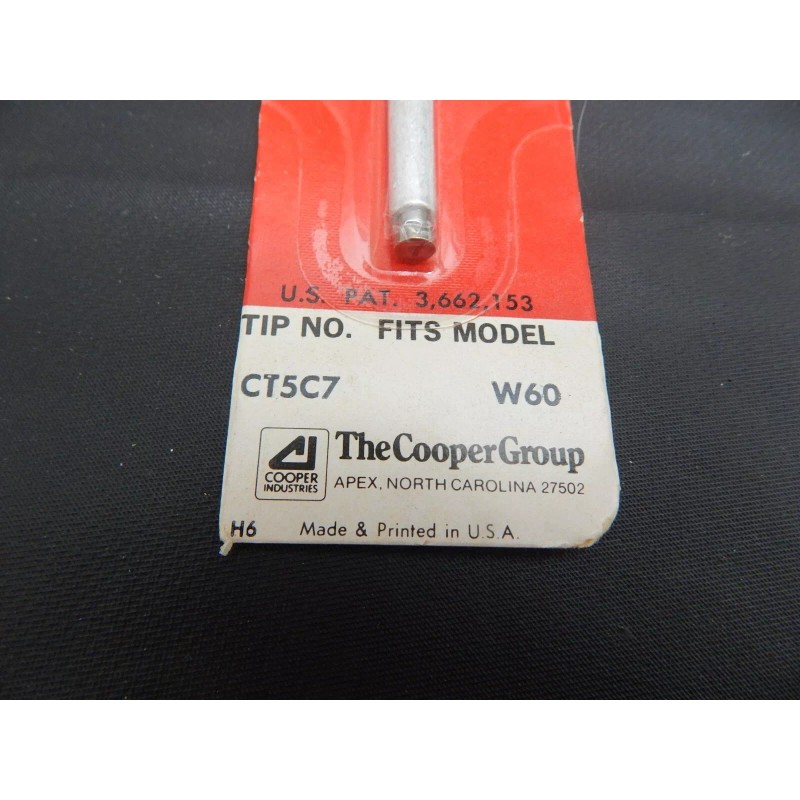 U.S. PAT. 3,662,153
TIP NO. FITS MODEL
CT5C7 W60
TheCooperGroup
COOPER
INDUSTRIES
APEX, NORTH CAROLINA 27502
H6 Made & Printed in U.S.A.